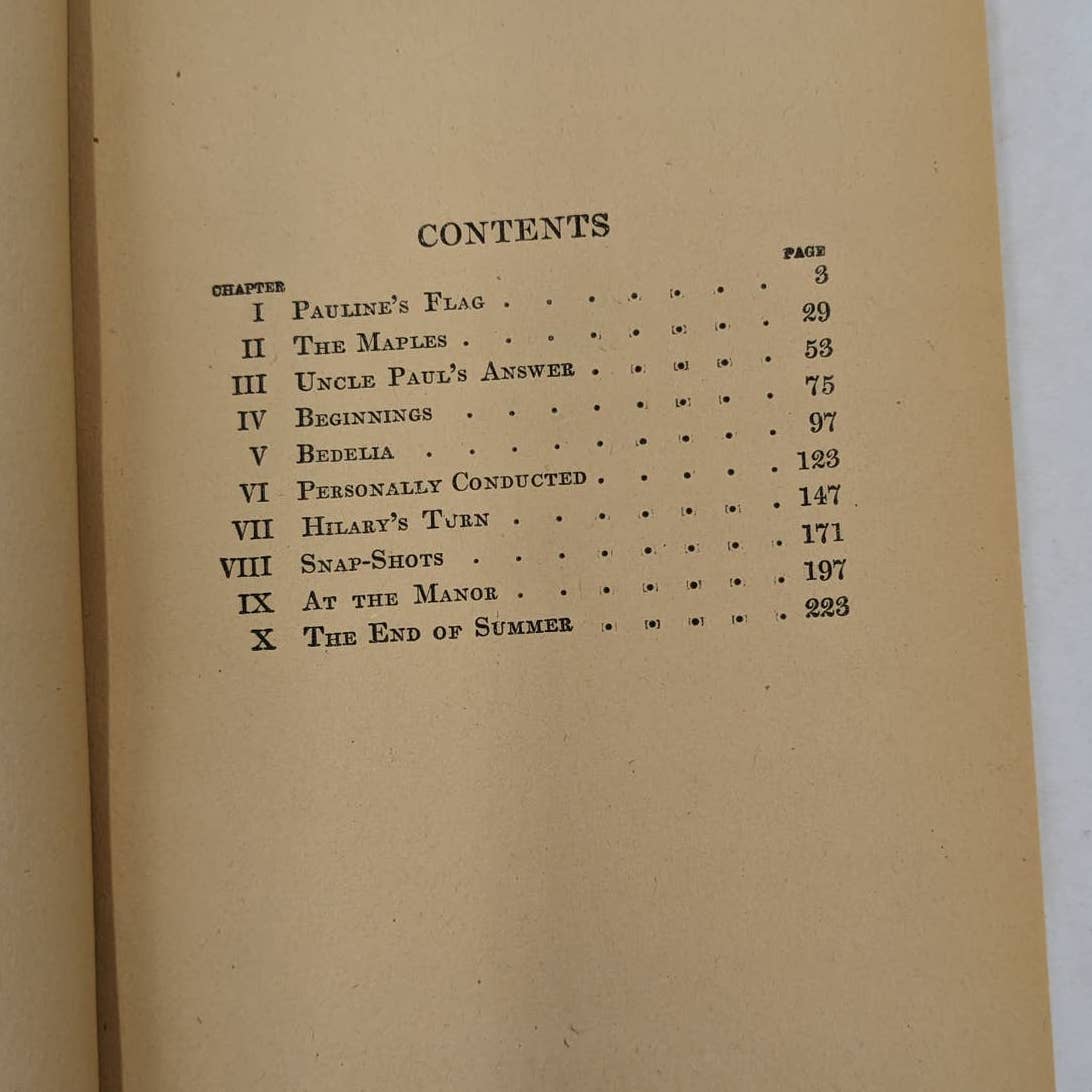 CONTENTS
CHAPTER PAGE
I PAULINE'S FLAG . . . . . . . 3
II THE MAPLES . . . . . . . . 29
III UNCLE PAUL'S ANSWER . . . . . 53
IV BEGINNINGS . . . . . . . . 75
V BEDELIA . . . . . . . . . 97
VI PERSONALLY CONDUCTED . . . . . 123
VII HILARY'S TURN . . . . . . . 147
VIII SNAP-SHOTS . . . . . . . . 171
IX AT THE MANOR . . . . . . . 197
X THE END OF SUMMER . . . . . 223